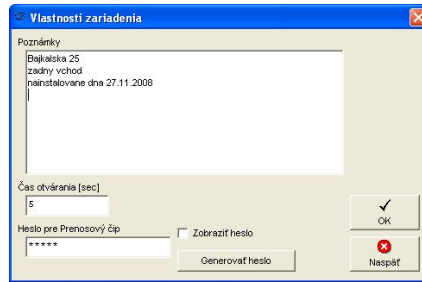 Vlastnosti zariadenia
Poznámky
Bajkalska 25
zadny vchod
nainstalovane dna 27.11.2008
Čas otvárania [sec]
5
Heslo pre Prenosový čip
*****
Zobraziť heslo
Generovať heslo
OK
Naspäť